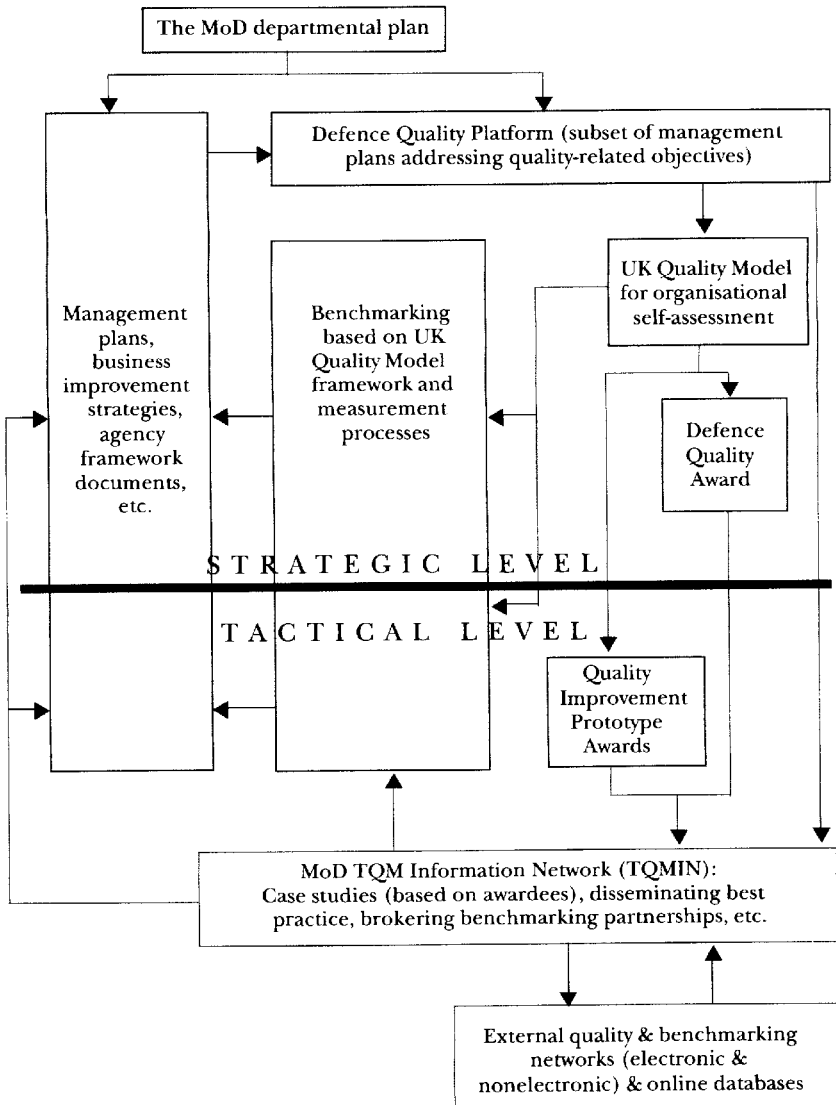 The MoD departmental plan
Defence Quality Platform (subset of management
plans addressing quality-related objectives)
UK Quality Model
for organisational
self-assessment
Management
plans,
business
improvement
strategies,
agency
framework
documents,
etc.
Benchmarking
based on UK
Quality Model
framework and
measurement
processes
Defence
Quality
Award
STRATEGIC LEVEL
TACTICAL LEVEL
Quality
Improvement
Prototype
Awards
MoD TQM Information Network (TQMIN):
Case studies (based on awardees), disseminating best
practice, brokering benchmarking partnerships, etc.
External quality & benchmarking
networks (electronic &
nonelectronic) & online databases